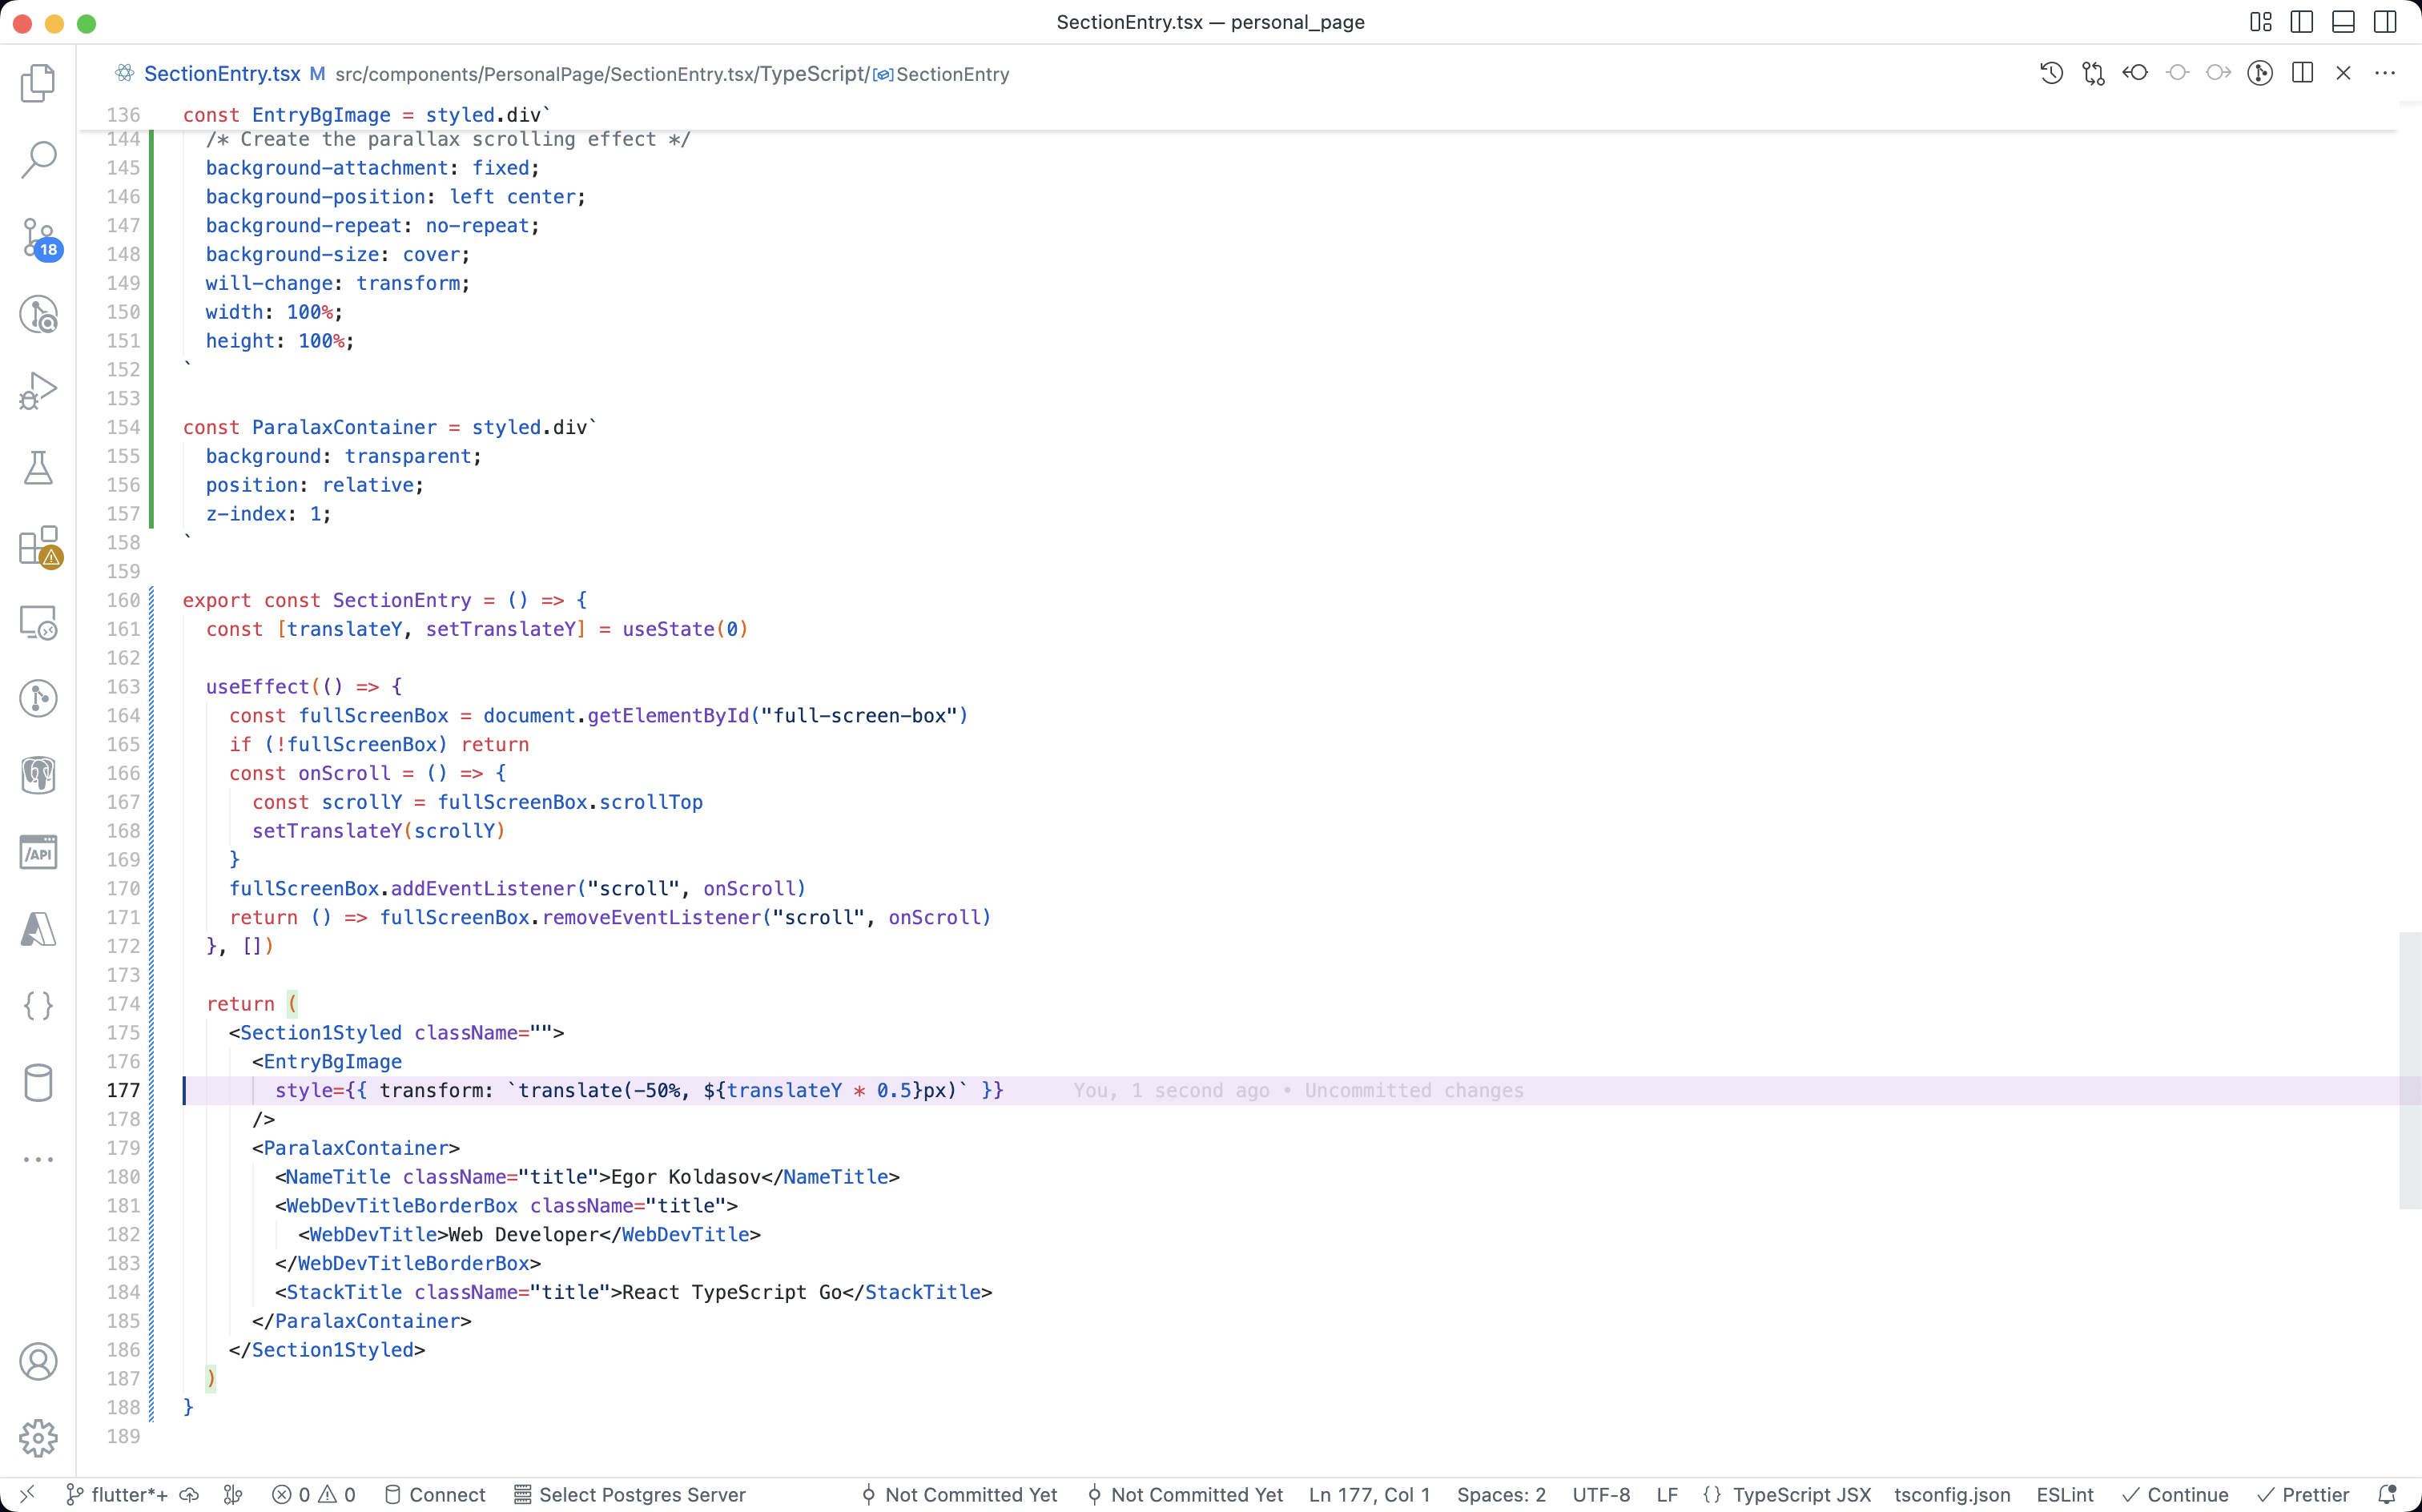 SectionEntry.tsx — personal_page
SectionEntry.tsx M src/components/PersonalPage/SectionEntry.tsx/TypeScript/SectionEntry
18
/API
136 const EntryBgImage = styled.div`
144 /* Create the parallax scrolling effect */
145 background-attachment: fixed;
146 background-position: left center;
147 background-repeat: no-repeat;
148 background-size: cover;
149 will-change: transform;
150 width: 100%;
151 height: 100%;
152 `
153
154 const ParalaxContainer = styled.div`
155 background: transparent;
156 position: relative;
157 z-index: 1;
158 `
159
160 export const SectionEntry = () => {
161 const [translateY, setTranslateY] = useState(0)
162
163 useEffect(() => {
164 const fullScreenBox = document.getElementById("full-screen-box")
165 if (!fullScreenBox) return
166 const onScroll = () => {
167 const scrollY = fullScreenBox.scrollTop
168 setTranslateY(scrollY)
169 }
170 fullScreenBox.addEventListener("scroll", onScroll)
171 return () => fullScreenBox.removeEventListener("scroll", onScroll)
172 }, [])
173
174 return (
175 <Section1Styled className="">
176 <EntryBgImage
177 style={{ transform: `translate(-50%, ${translateY * 0.5}px)` }} You, 1 second ago • Uncommitted changes
178 />
179 <ParalaxContainer>
180 <NameTitle className="title">Egor Koldasov</NameTitle>
181 <WebDevTitleBorderBox className="title">
182 <WebDevTitle>Web Developer</WebDevTitle>
183 </WebDevTitleBorderBox>
184 <StackTitle className="title">React TypeScript Go</StackTitle>
185 </ParalaxContainer>
186 </Section1Styled>
187 )
188 }
189
flutter*+ 0 0 Connect Select Postgres Server Not Committed Yet Not Committed Yet Ln 177, Col 1 Spaces: 2 UTF-8 LF {} TypeScript JSX tsconfig.json ESLint Continue Prettier